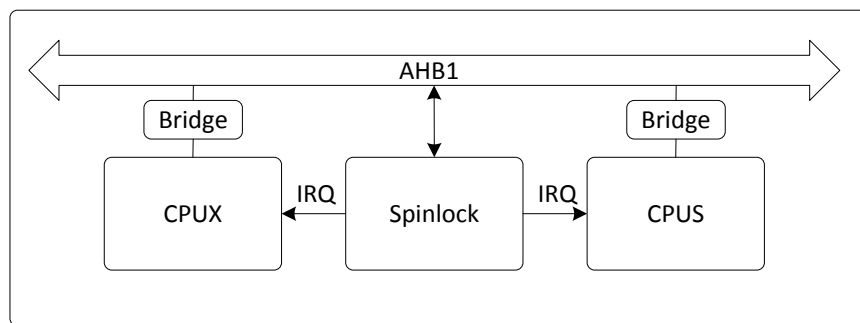 AHB1
Bridge
Bridge
IRQ
IRQ
CPUX
Spinlock
CPUS